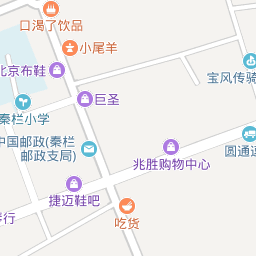 口渴了饮品
小尾羊
北京布鞋
宝风传骑
巨圣
秦栏小学
中国邮政(秦栏
邮政支局)
兆胜购物中心
圆通速
捷迈鞋吧
行
吃货